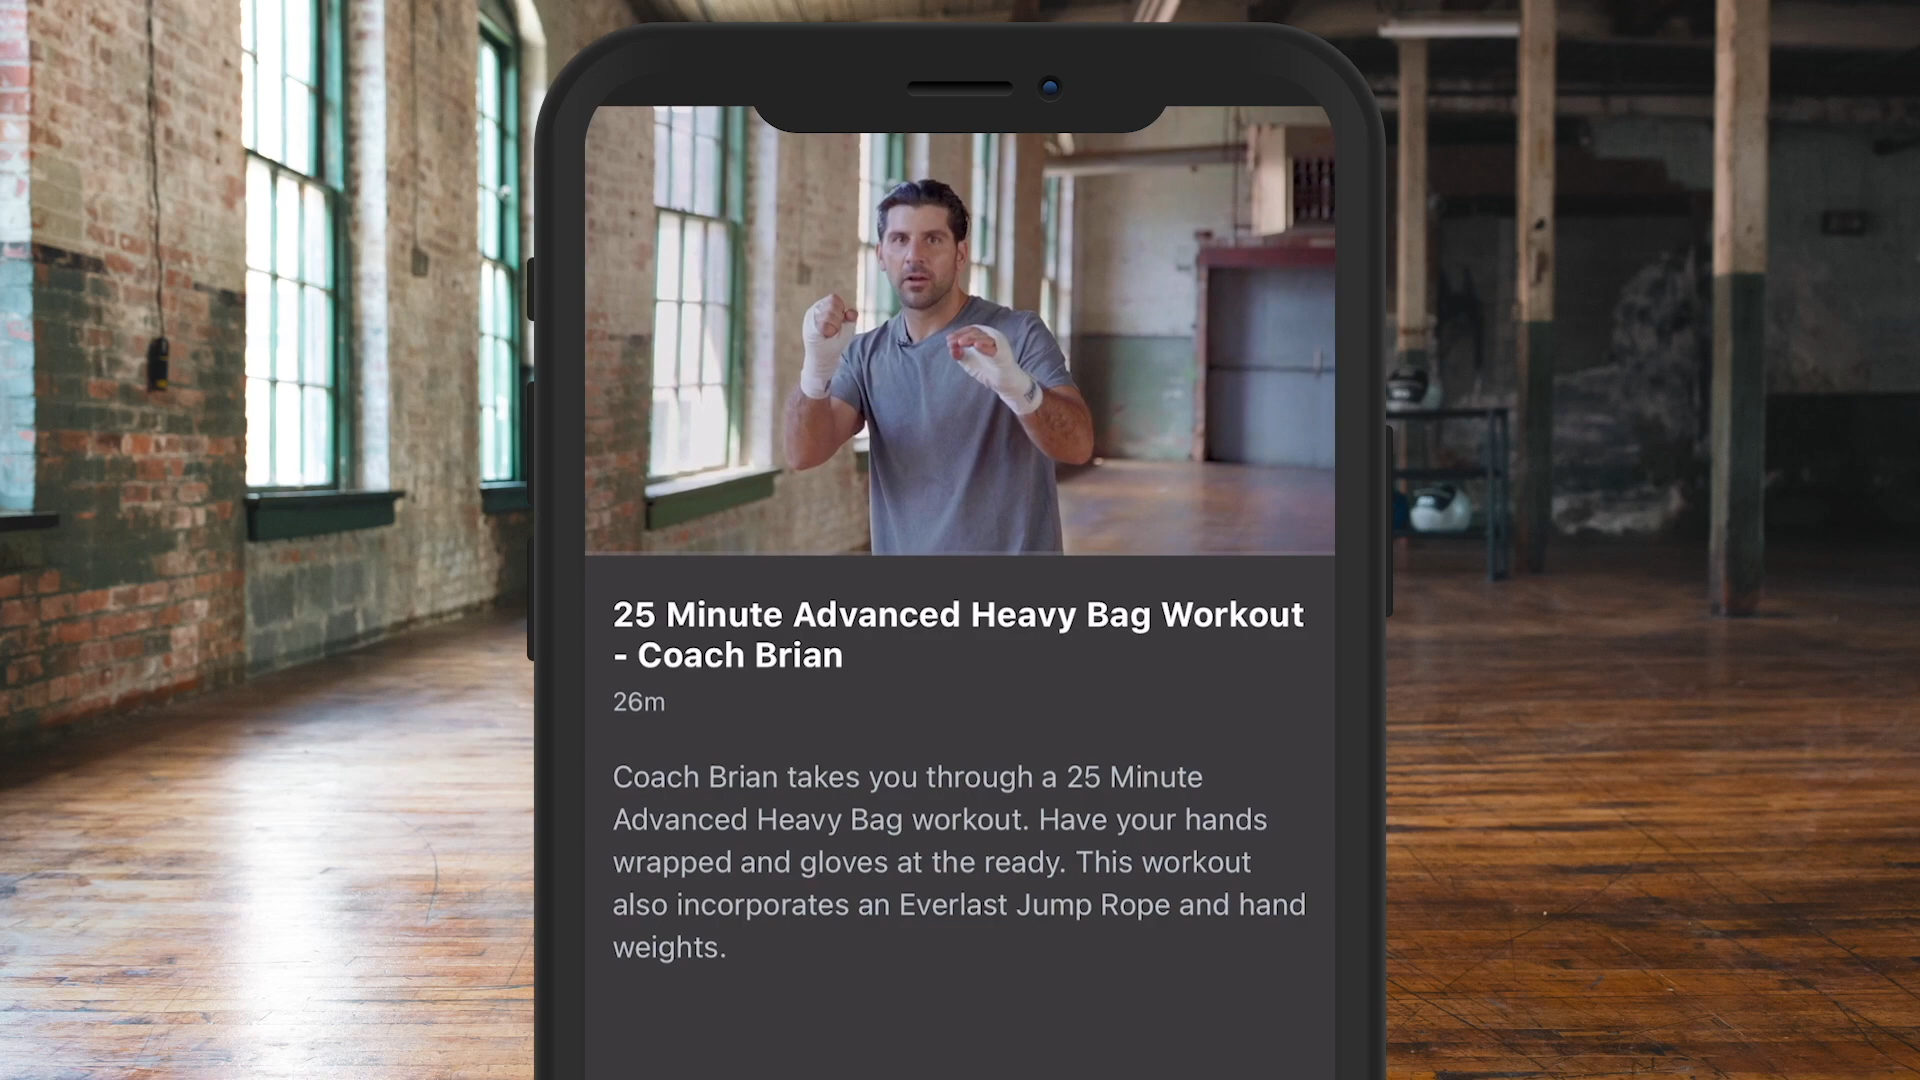 25 Minute Advanced Heavy Bag Workout
- Coach Brian
26m
Coach Brian takes you through a 25 Minute
Advanced Heavy Bag workout. Have your hands
wrapped and gloves at the ready. This workout
also incorporates an Everlast Jump Rope and hand
weights.